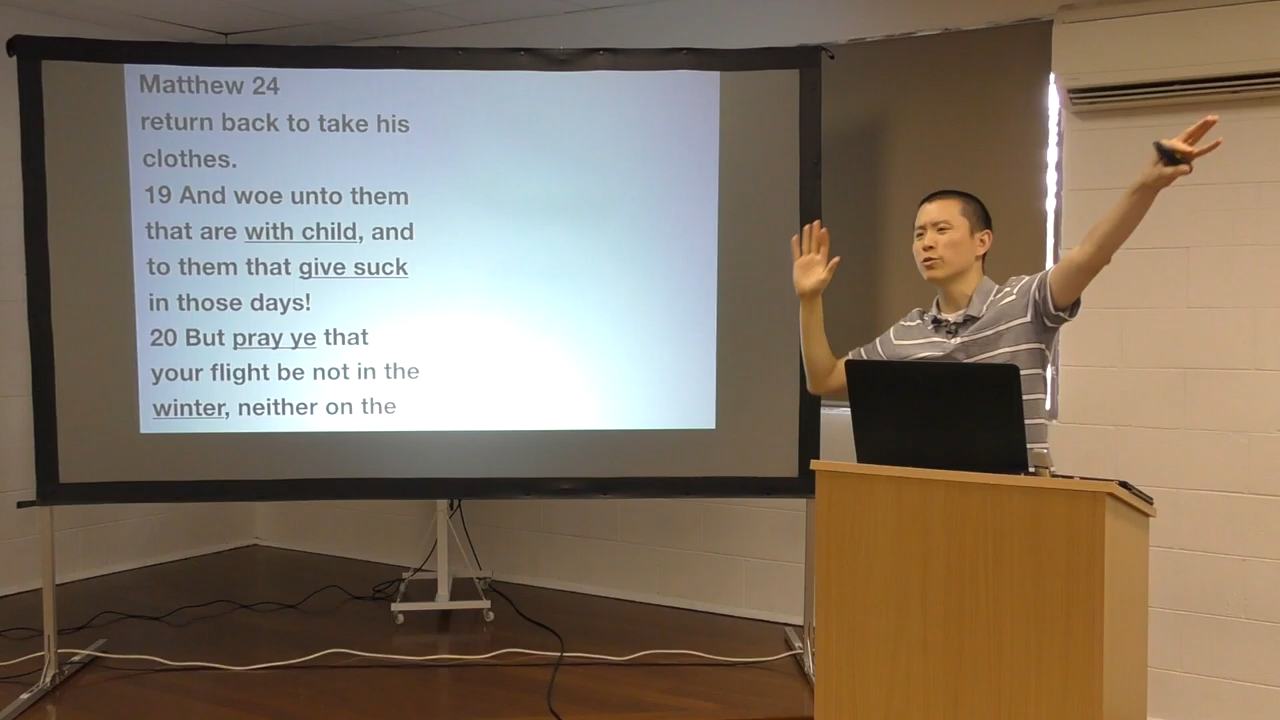 Matthew 24
return back to take his
clothes.
19 And woe unto them
that are with child, and
to them that give suck
in those days!
20 But pray ye that
your flight be not in the
winter, neither on the